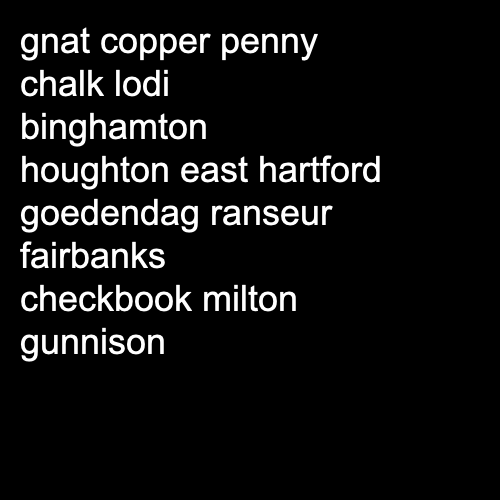 gnat copper penny
chalk lodi
binghamton
houghton east hartford
goedendag ranseur
fairbanks
checkbook milton
gunnison